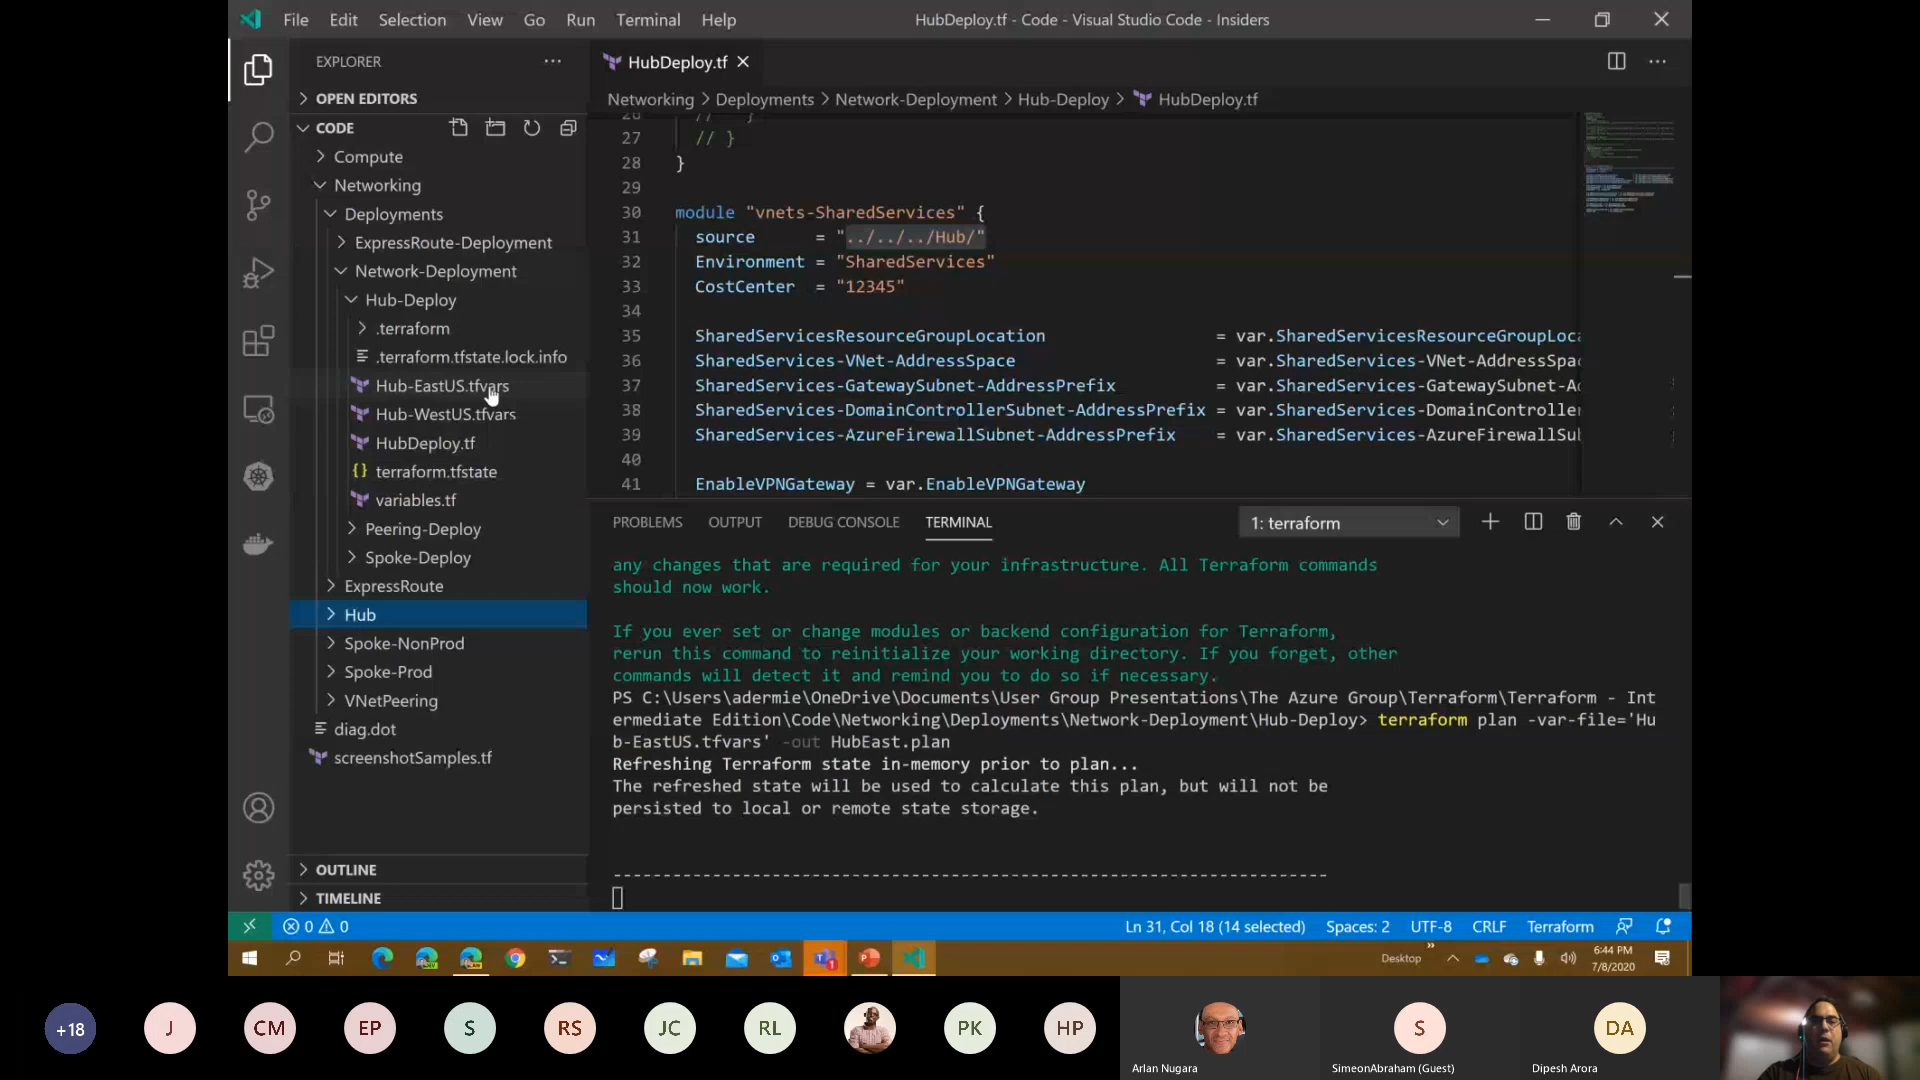 File Edit Selection View Go Run Terminal Help
HubDeploy.tf - Code - Visual Studio Code - Insiders
EXPLORER
OPEN EDITORS
CODE
Compute
Networking
Deployments
ExpressRoute-Deployment
Network-Deployment
Hub-Deploy
.terraform
.terraform.tfstate.lock.info
Hub-EastUS.tfvars
Hub-WestUS.tfvars
HubDeploy.tf
terraform.tfstate
variables.tf
Peering-Deploy
Spoke-Deploy
ExpressRoute
Hub
Spoke-NonProd
Spoke-Prod
VNetPeering
diag.dot
screenshotSamples.tf
OUTLINE
TIMELINE
HubDeploy.tf
Networking > Deployments > Network-Deployment > Hub-Deploy > HubDeploy.tf
26 // }
27 // }
28 }
29
30 module "vnets-SharedServices" {
31 source = "../../../Hub/"
32 Environment = "SharedServices"
33 CostCenter = "12345"
34
35 SharedServicesResourceGroupLocation = var.SharedServicesResourceGroupLoca
36 SharedServices-VNet-AddressSpace = var.SharedServices-VNet-AddressSpac
37 SharedServices-GatewaySubnet-AddressPrefix = var.SharedServices-GatewaySubnet-A
38 SharedServices-DomainControllerSubnet-AddressPrefix = var.SharedServices-DomainController
39 SharedServices-AzureFirewallSubnet-AddressPrefix = var.SharedServices-AzureFirewallSub
40
41 EnableVPNGateway = var.EnableVPNGateway
PROBLEMS OUTPUT DEBUG CONSOLE TERMINAL 1: terraform
any changes that are required for your infrastructure. All Terraform commands
should now work.
If you ever set or change modules or backend configuration for Terraform,
rerun this command to reinitialize your working directory. If you forget, other
commands will detect it and remind you to do so if necessary.
PS C:\Users\adermie\OneDrive\Documents\User Group Presentations\The Azure Group\Terraform\Terraform - Int
ermediate Edition\Code\Networking\Deployments\Network-Deployment\Hub-Deploy> terraform plan -var-file='Hu
b-EastUS.tfvars' -out HubEast.plan
Refreshing Terraform state in-memory prior to plan...
The refreshed state will be used to calculate this plan, but will not be
persisted to local or remote state storage.
------------------------------------------------------------------------
0 0 Ln 31, Col 18 (14 selected) Spaces: 2 UTF-8 CRLF Terraform
Desktop
6:44 PM
7/8/2020
+18 J CM EP S RS JC RL PK HP S DA
Arlan Nugara SimeonAbraham (Guest) Dipesh Arora